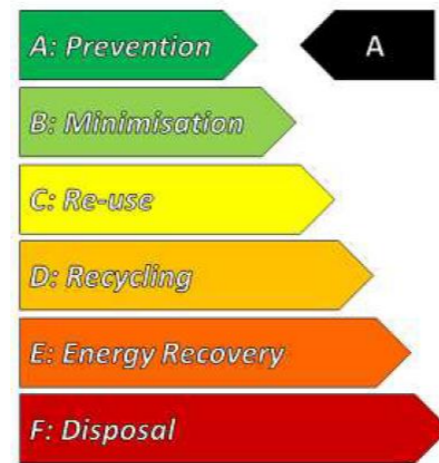 A: Prevention
A
B: Minimisation
C: Re-use
D: Recycling
E: Energy Recovery
F: Disposal